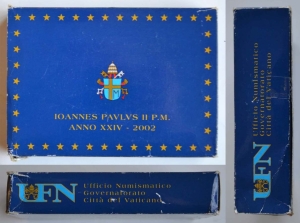 IOANNES PAVLVS II P.M.
ANNO XXIV - 2002
UFN
Ufficio Numismatico
Governatorato
Città del Vaticano
UFN
Ufficio Numismatico
Governatorato
Città del Vaticano